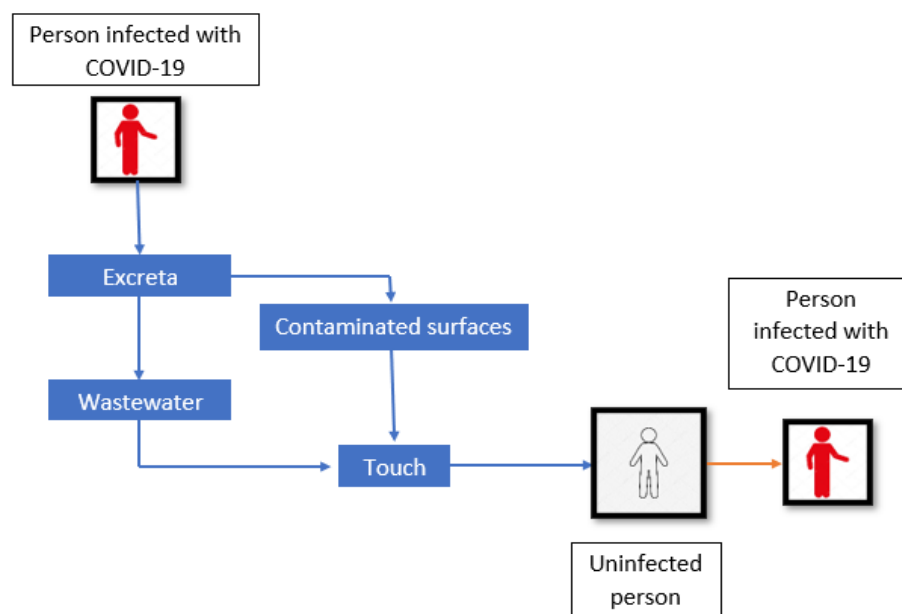 Person infected with
COVID-19
Excreta
Contaminated surfaces
Wastewater
Touch
Person
infected with
COVID-19
Uninfected
person